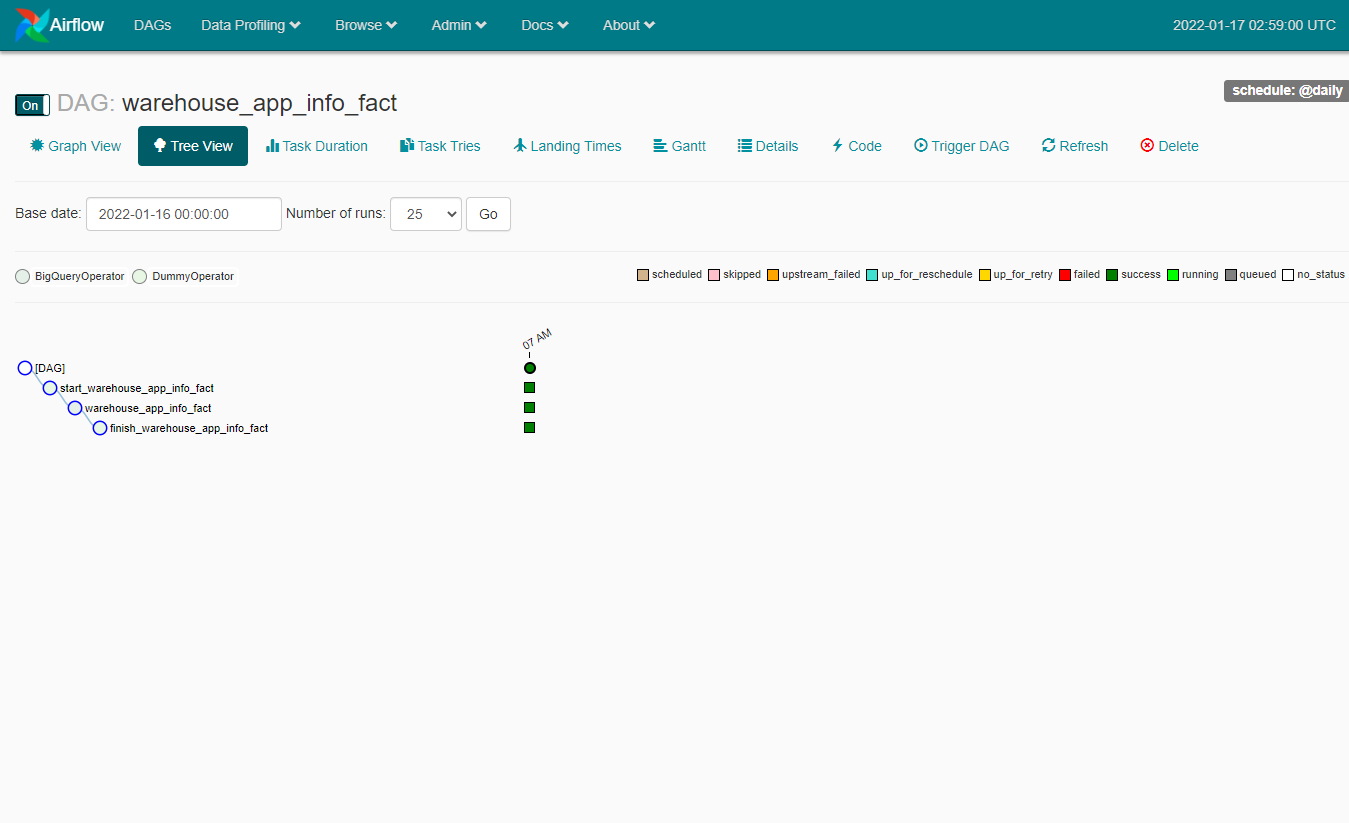 Airflow DAGs Data Profiling Browse Admin Docs About 2022-01-17 02:59:00 UTC
schedule: @daily
On DAG: warehouse_app_info_fact
Graph View Tree View Task Duration Task Tries Landing Times Gantt Details Code Trigger DAG Refresh Delete
Base date: 2022-01-16 00:00:00 Number of runs: 25 Go
BigQueryOperator DummyOperator scheduled skipped upstream_failed up_for_reschedule up_for_retry failed success running queued no_status
07 AM
[DAG]
start_warehouse_app_info_fact
warehouse_app_info_fact
finish_warehouse_app_info_fact